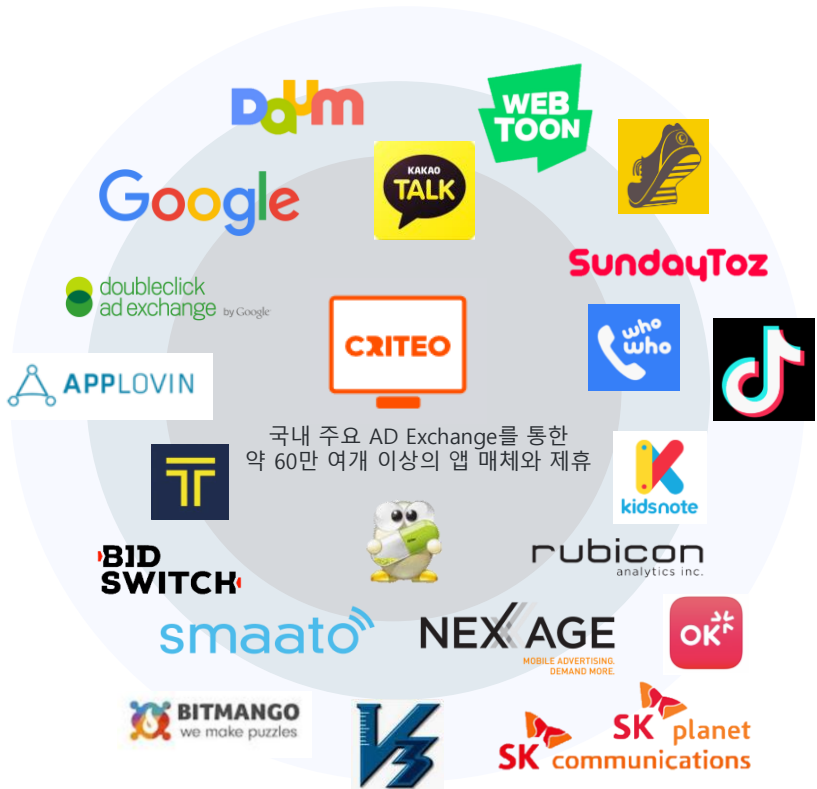 Daum
WEB
TOON
KAKAO
TALK
Google
SundayToz
doubleclick
ad exchange by Google
CRITEO
who
who
APPLOVIN
국내 주요 AD Exchange를 통한
약 60만 여개 이상의 앱 매체와 제휴
kidsnote
BID
SWITCH
rubicon
analytics inc.
smaato
NEXAGE
MOBILE ADVERTISING.
DEMAND MORE.
OK
BITMANGO
we make puzzles
V3
SK planet
SK communications